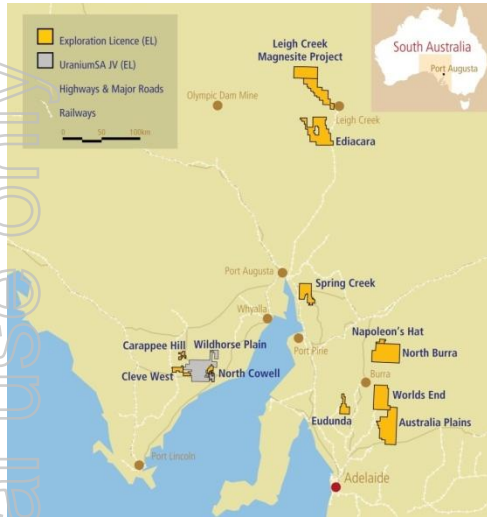 Exploration Licence (EL)
UraniumSA JV (EL)
Highways & Major Roads
Railways
0 50 100km
Leigh Creek
Magnesite Project
South Australia
Port Augusta
Olympic Dam Mine
Leigh Creek
Ediacara
Port Augusta
Spring Creek
Whyalla
Napoleon's Hat
Carappee Hill
Wildhorse Plain
Port Pirie
North Burra
Cleve West
North Cowell
Burra
Worlds End
Eudunda
Australia Plains
Port Lincoln
Adelaide